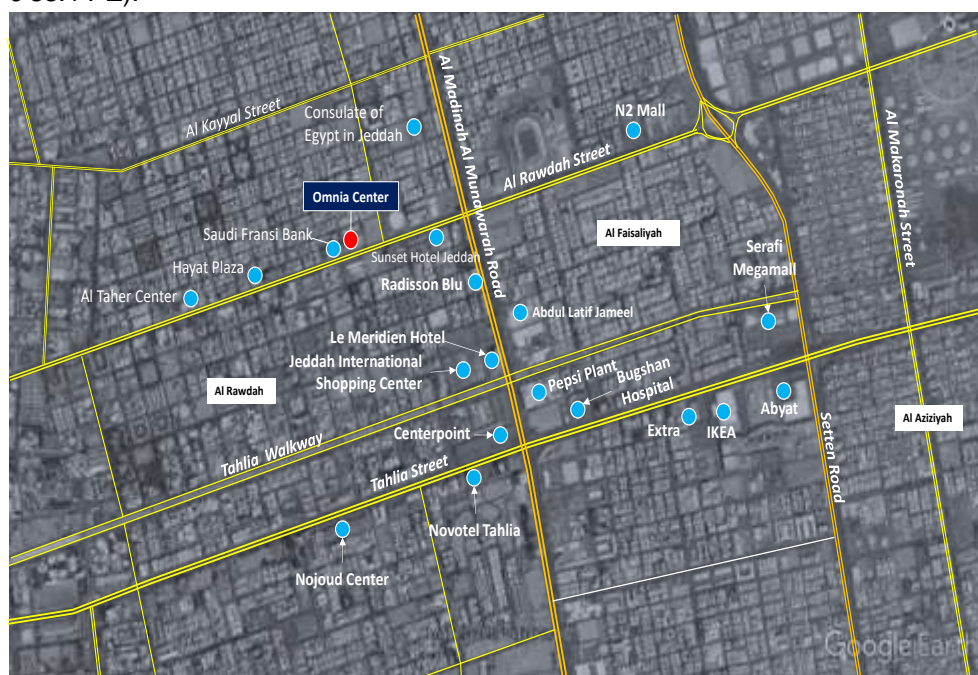 Al Kayyal Street
Consulate of
Egypt in Jeddah
Al Madinah Al Munawarah Road
N2 Mall
Al Rawdah Street
Al Makaronah Street
Omnia Center
Saudi Fransi Bank
Sunset Hotel Jeddah
Al Faisaliyah
Serafi
Megamall
Hayat Plaza
Al Taher Center
Radisson Blu
Abdul Latif Jameel
Le Meridien Hotel
Jeddah International
Shopping Center
Al Rawdah
Pepsi Plant
Bugshan
Hospital
Abyat
Extra
IKEA
Al Aziziyah
Centerpoint
Tahlia Walkway
Tahlia Street
Setten Road
Novotel Tahlia
Nojoud Center
Google Earth